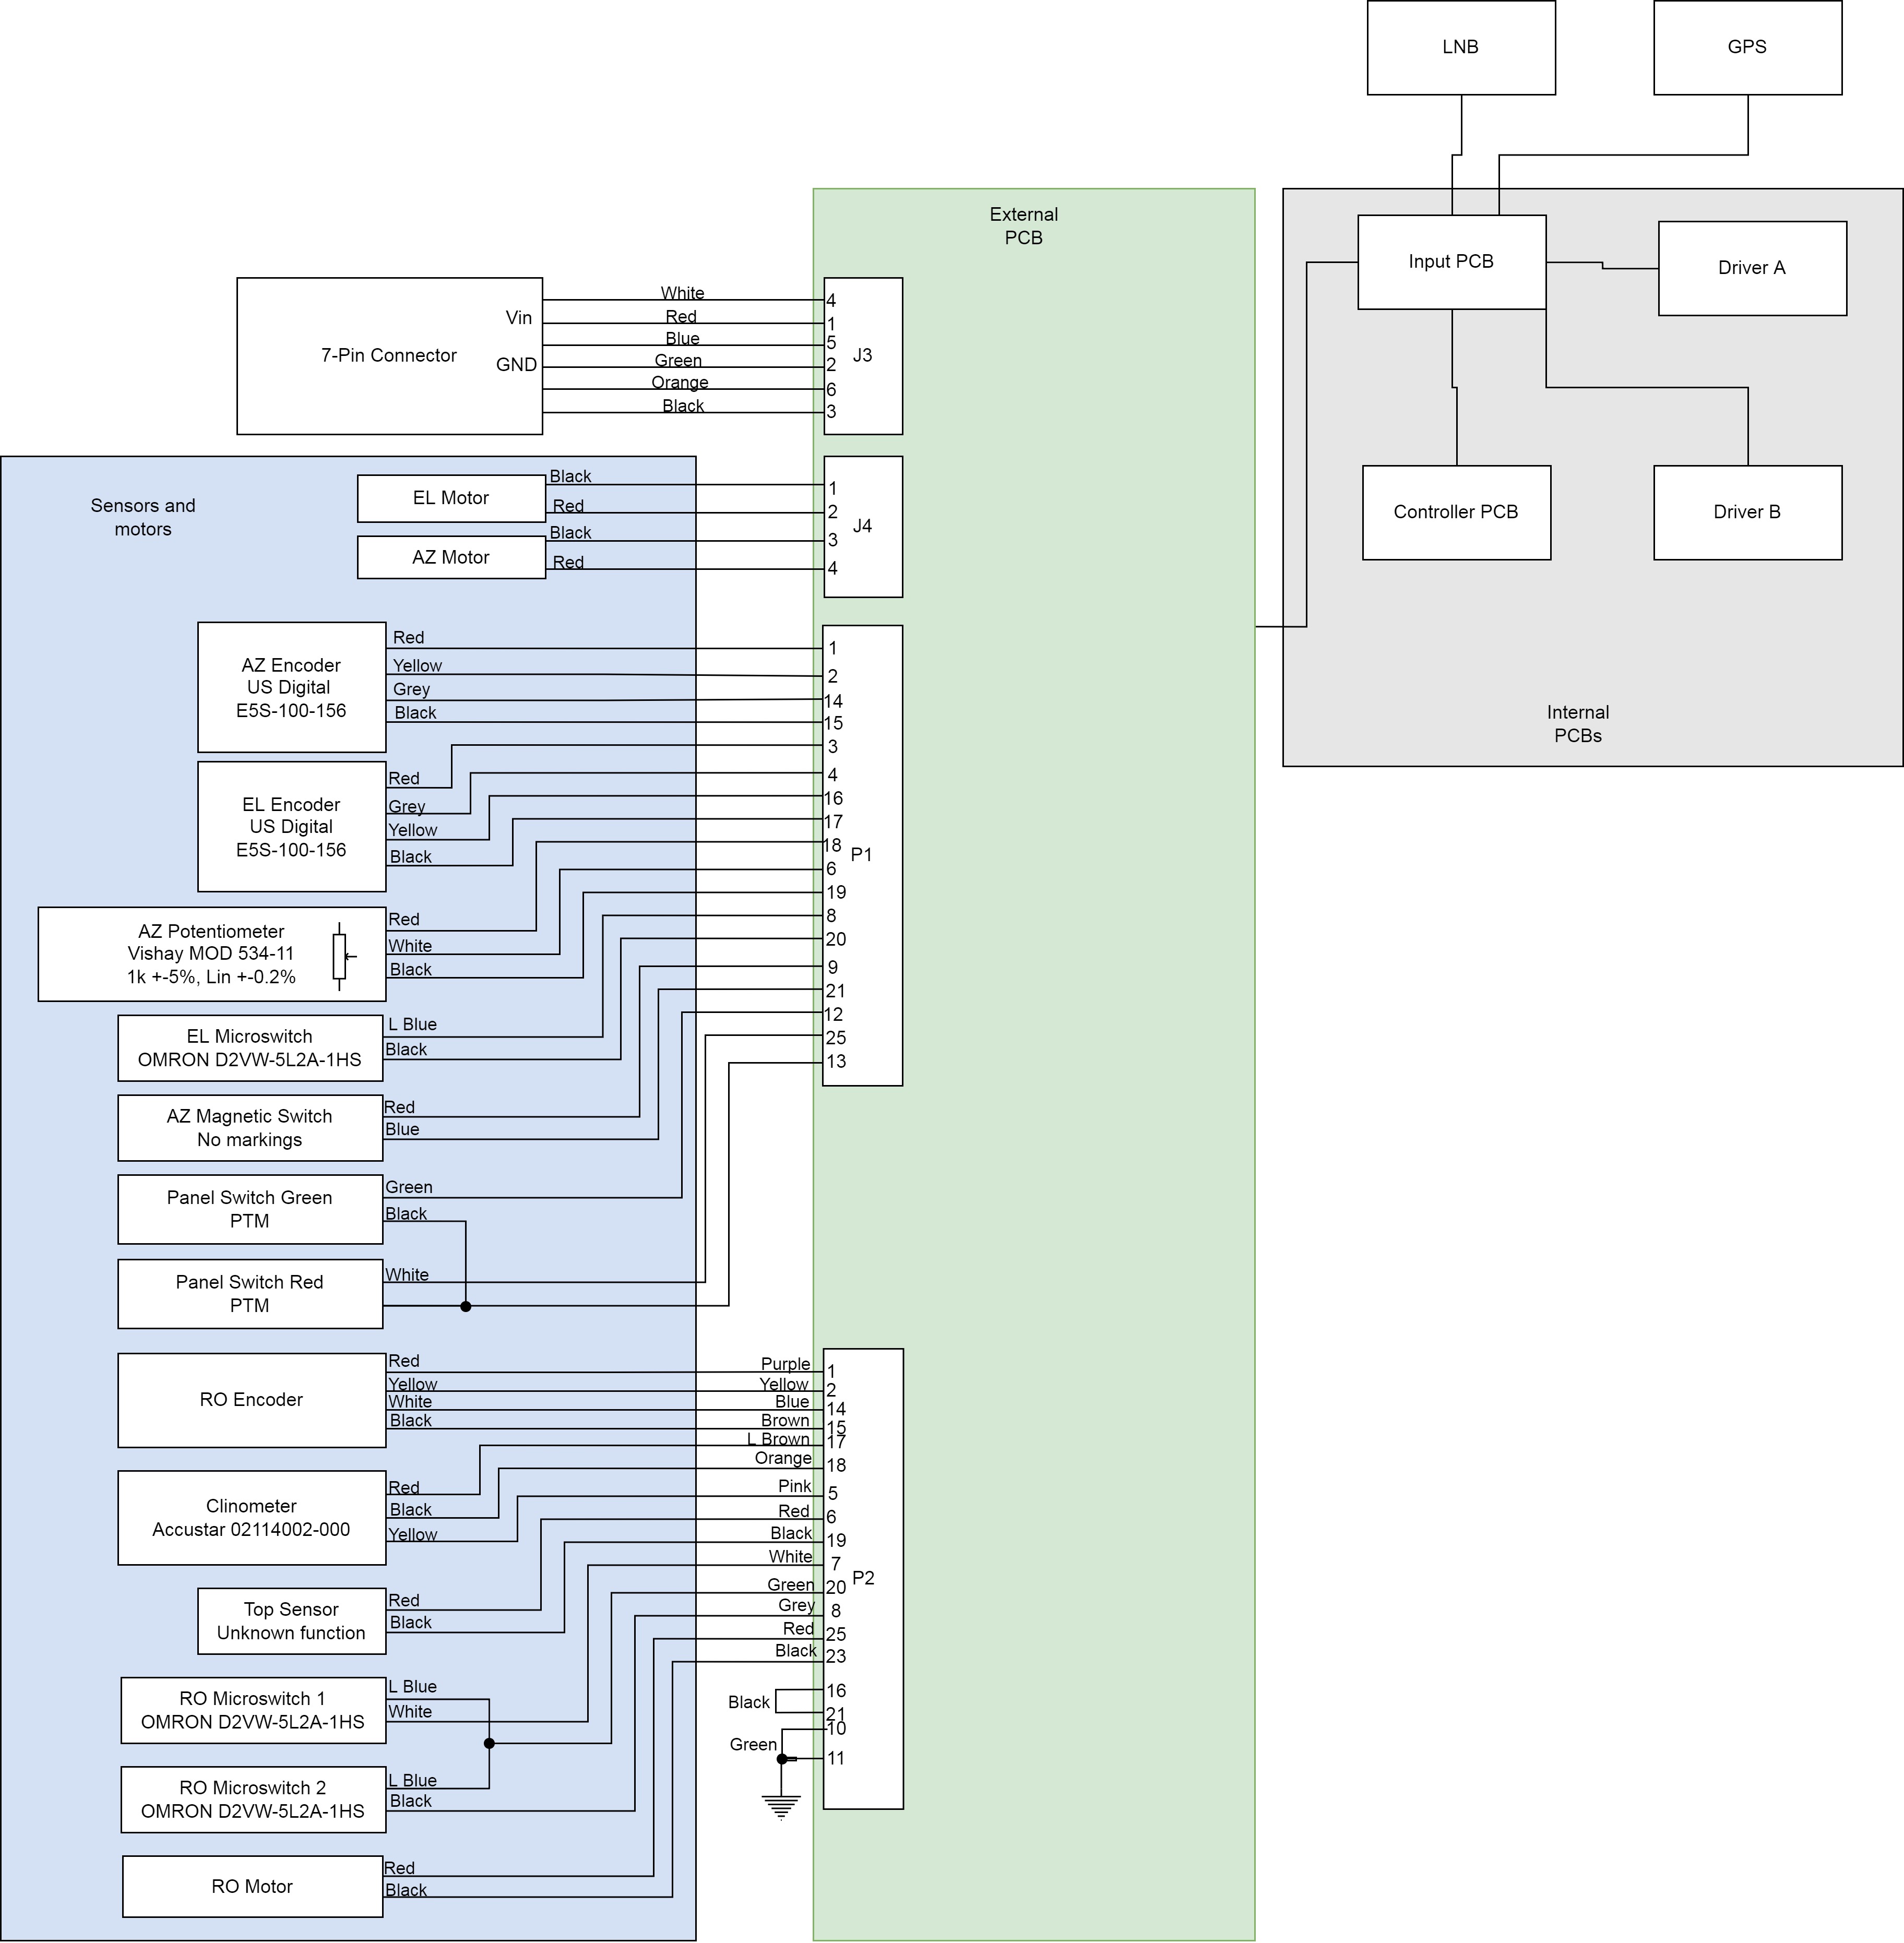 LNB
GPS
External
PCB
Input PCB
Driver A
Controller PCB
Driver B
Internal
PCBs
7-Pin Connector
Vin
GND
White
Red
Blue
Green
Orange
Black
4
1
5
2
6
3
J3
Sensors and
motors
EL Motor
Black
Red
AZ Motor
Black
Red
1
2
3
4
J4
AZ Encoder
US Digital
E5S-100-156
Red
Yellow
Grey
Black
EL Encoder
US Digital
E5S-100-156
Red
Grey
Yellow
Black
AZ Potentiometer
Vishay MOD 534-11
1k +-5%, Lin +-0.2%
Red
White
Black
EL Microswitch
OMRON D2VW-5L2A-1HS
L Blue
Black
AZ Magnetic Switch
No markings
Red
Blue
Panel Switch Green
PTM
Green
Black
Panel Switch Red
PTM
White
1
2
14
15
3
4
16
17
18
6
19
8
20
9
21
12
25
13
P1
RO Encoder
Red
Yellow
White
Black
Clinometer
Accustar 02114002-000
Red
Black
Yellow
Top Sensor
Unknown function
Red
Black
RO Microswitch 1
OMRON D2VW-5L2A-1HS
L Blue
White
RO Microswitch 2
OMRON D2VW-5L2A-1HS
L Blue
Black
RO Motor
Red
Black
Purple
Yellow
Blue
Brown
L Brown
Orange
Pink
Red
Black
White
Green
Grey
Red
Black
Black
Green
1
2
14
15
17
18
5
6
19
7
20
8
25
23
16
21
10
11
P2